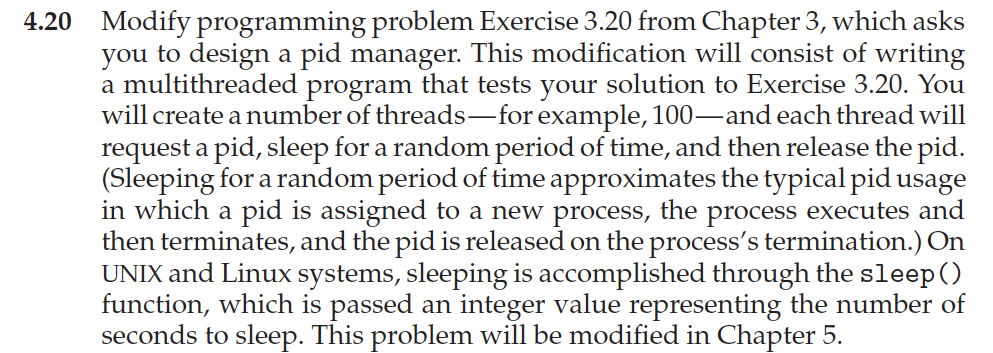 4.20 Modify programming problem Exercise 3.20 from Chapter 3, which asks
you to design a pid manager. This modification will consist of writing
a multithreaded program that tests your solution to Exercise 3.20. You
will create a number of threads—for example, 100—and each thread will
request a pid, sleep for a random period of time, and then release the pid.
(Sleeping for a random period of time approximates the typical pid usage
in which a pid is assigned to a new process, the process executes and
then terminates, and the pid is released on the process’s termination.) On
UNIX and Linux systems, sleeping is accomplished through the sleep()
function, which is passed an integer value representing the number of
seconds to sleep. This problem will be modified in Chapter 5.